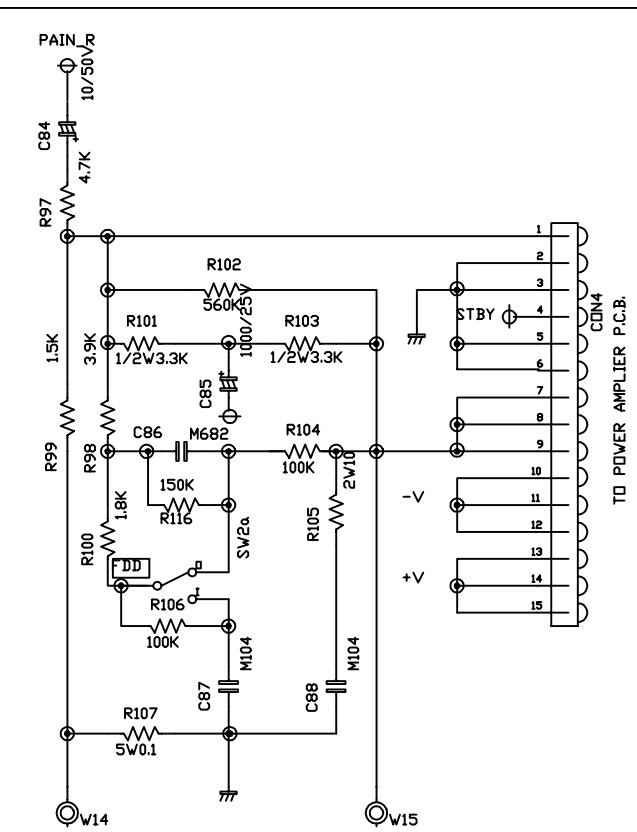 PAIN_R
10/50V
C84
4.7K
R97
1
R102
2
560K
3
1000/25V
STBY
4
CON4
R101
R103
1.5K
3.9K
1/2W3.3K
1/2W3.3K
5
6
C85
7
TO POWER AMPLIER P.C.B.
8
C86
M682
R104
R99
R98
9
100K
2W10
10
150K
1.8K
R116
SW2a
R105
-V
11
12
R100
FDD
13
+V
14
R106
15
100K
M104
M104
C87
C88
R107
5W0.1
W14
W15